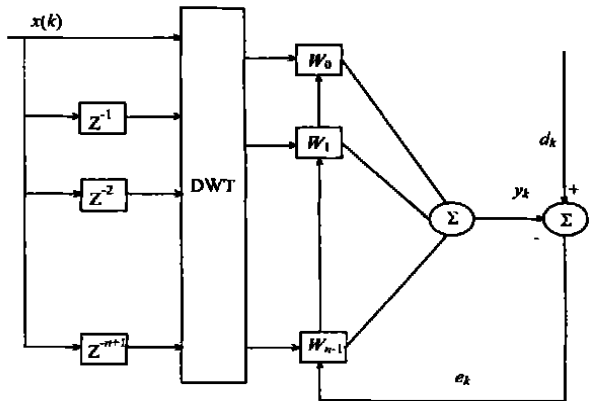 x(k)
W₀
Z⁻¹
W₁
dₖ
Z⁻²
DWT
Σ
yₖ
+
Σ
-
Z⁻ⁿ⁺¹
Wₙ₋₁
eₖ